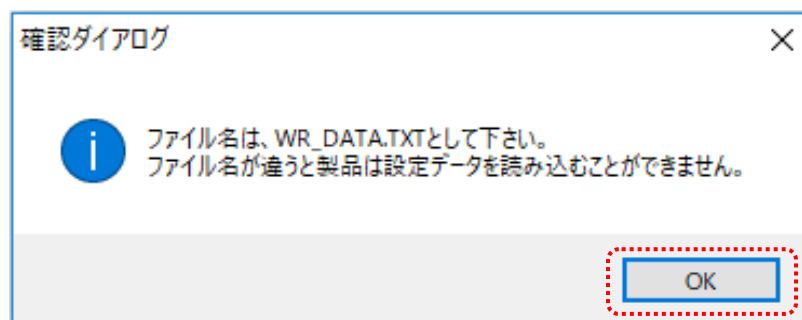 確認ダイアログ
ファイル名は、WR_DATA.TXTとして下さい。
ファイル名が違うと製品は設定データを読み込むことができません。
OK